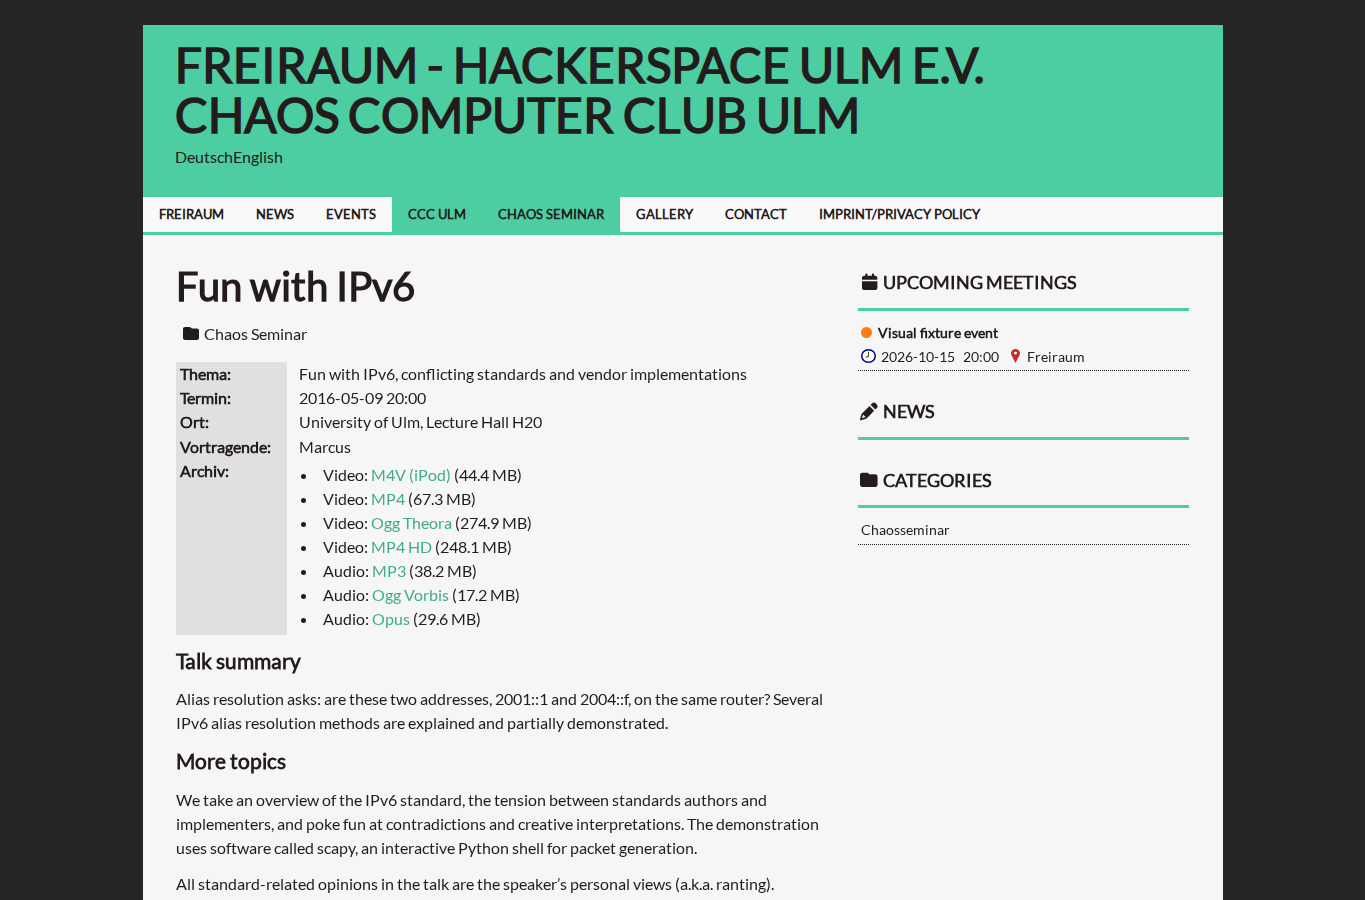 FREIRAUM - HACKERSPACE ULM E.V.
CHAOS COMPUTER CLUB ULM
DeutschEnglish
FREIRAUM NEWS EVENTS CCC ULM CHAOS SEMINAR GALLERY CONTACT IMPRINT/PRIVACY POLICY
Fun with IPv6
Chaos Seminar
Thema: Fun with IPv6, conflicting standards and vendor implementations
Termin: 2016-05-09 20:00
Ort: University of Ulm, Lecture Hall H20
Vortragende: Marcus
Archiv:
• Video: M4V (iPod) (44.4 MB)
• Video: MP4 (67.3 MB)
• Video: Ogg Theora (274.9 MB)
• Video: MP4 HD (248.1 MB)
• Audio: MP3 (38.2 MB)
• Audio: Ogg Vorbis (17.2 MB)
• Audio: Opus (29.6 MB)
Talk summary
Alias resolution asks: are these two addresses, 2001::1 and 2004::f, on the same router? Several
IPv6 alias resolution methods are explained and partially demonstrated.
More topics
We take an overview of the IPv6 standard, the tension between standards authors and
implementers, and poke fun at contradictions and creative interpretations. The demonstration
uses software called scapy, an interactive Python shell for packet generation.
All standard-related opinions in the talk are the speaker’s personal views (a.k.a. ranting).
UPCOMING MEETINGS
Visual fixture event
2026-10-15 20:00 Freiraum
NEWS
CATEGORIES
Chaosseminar